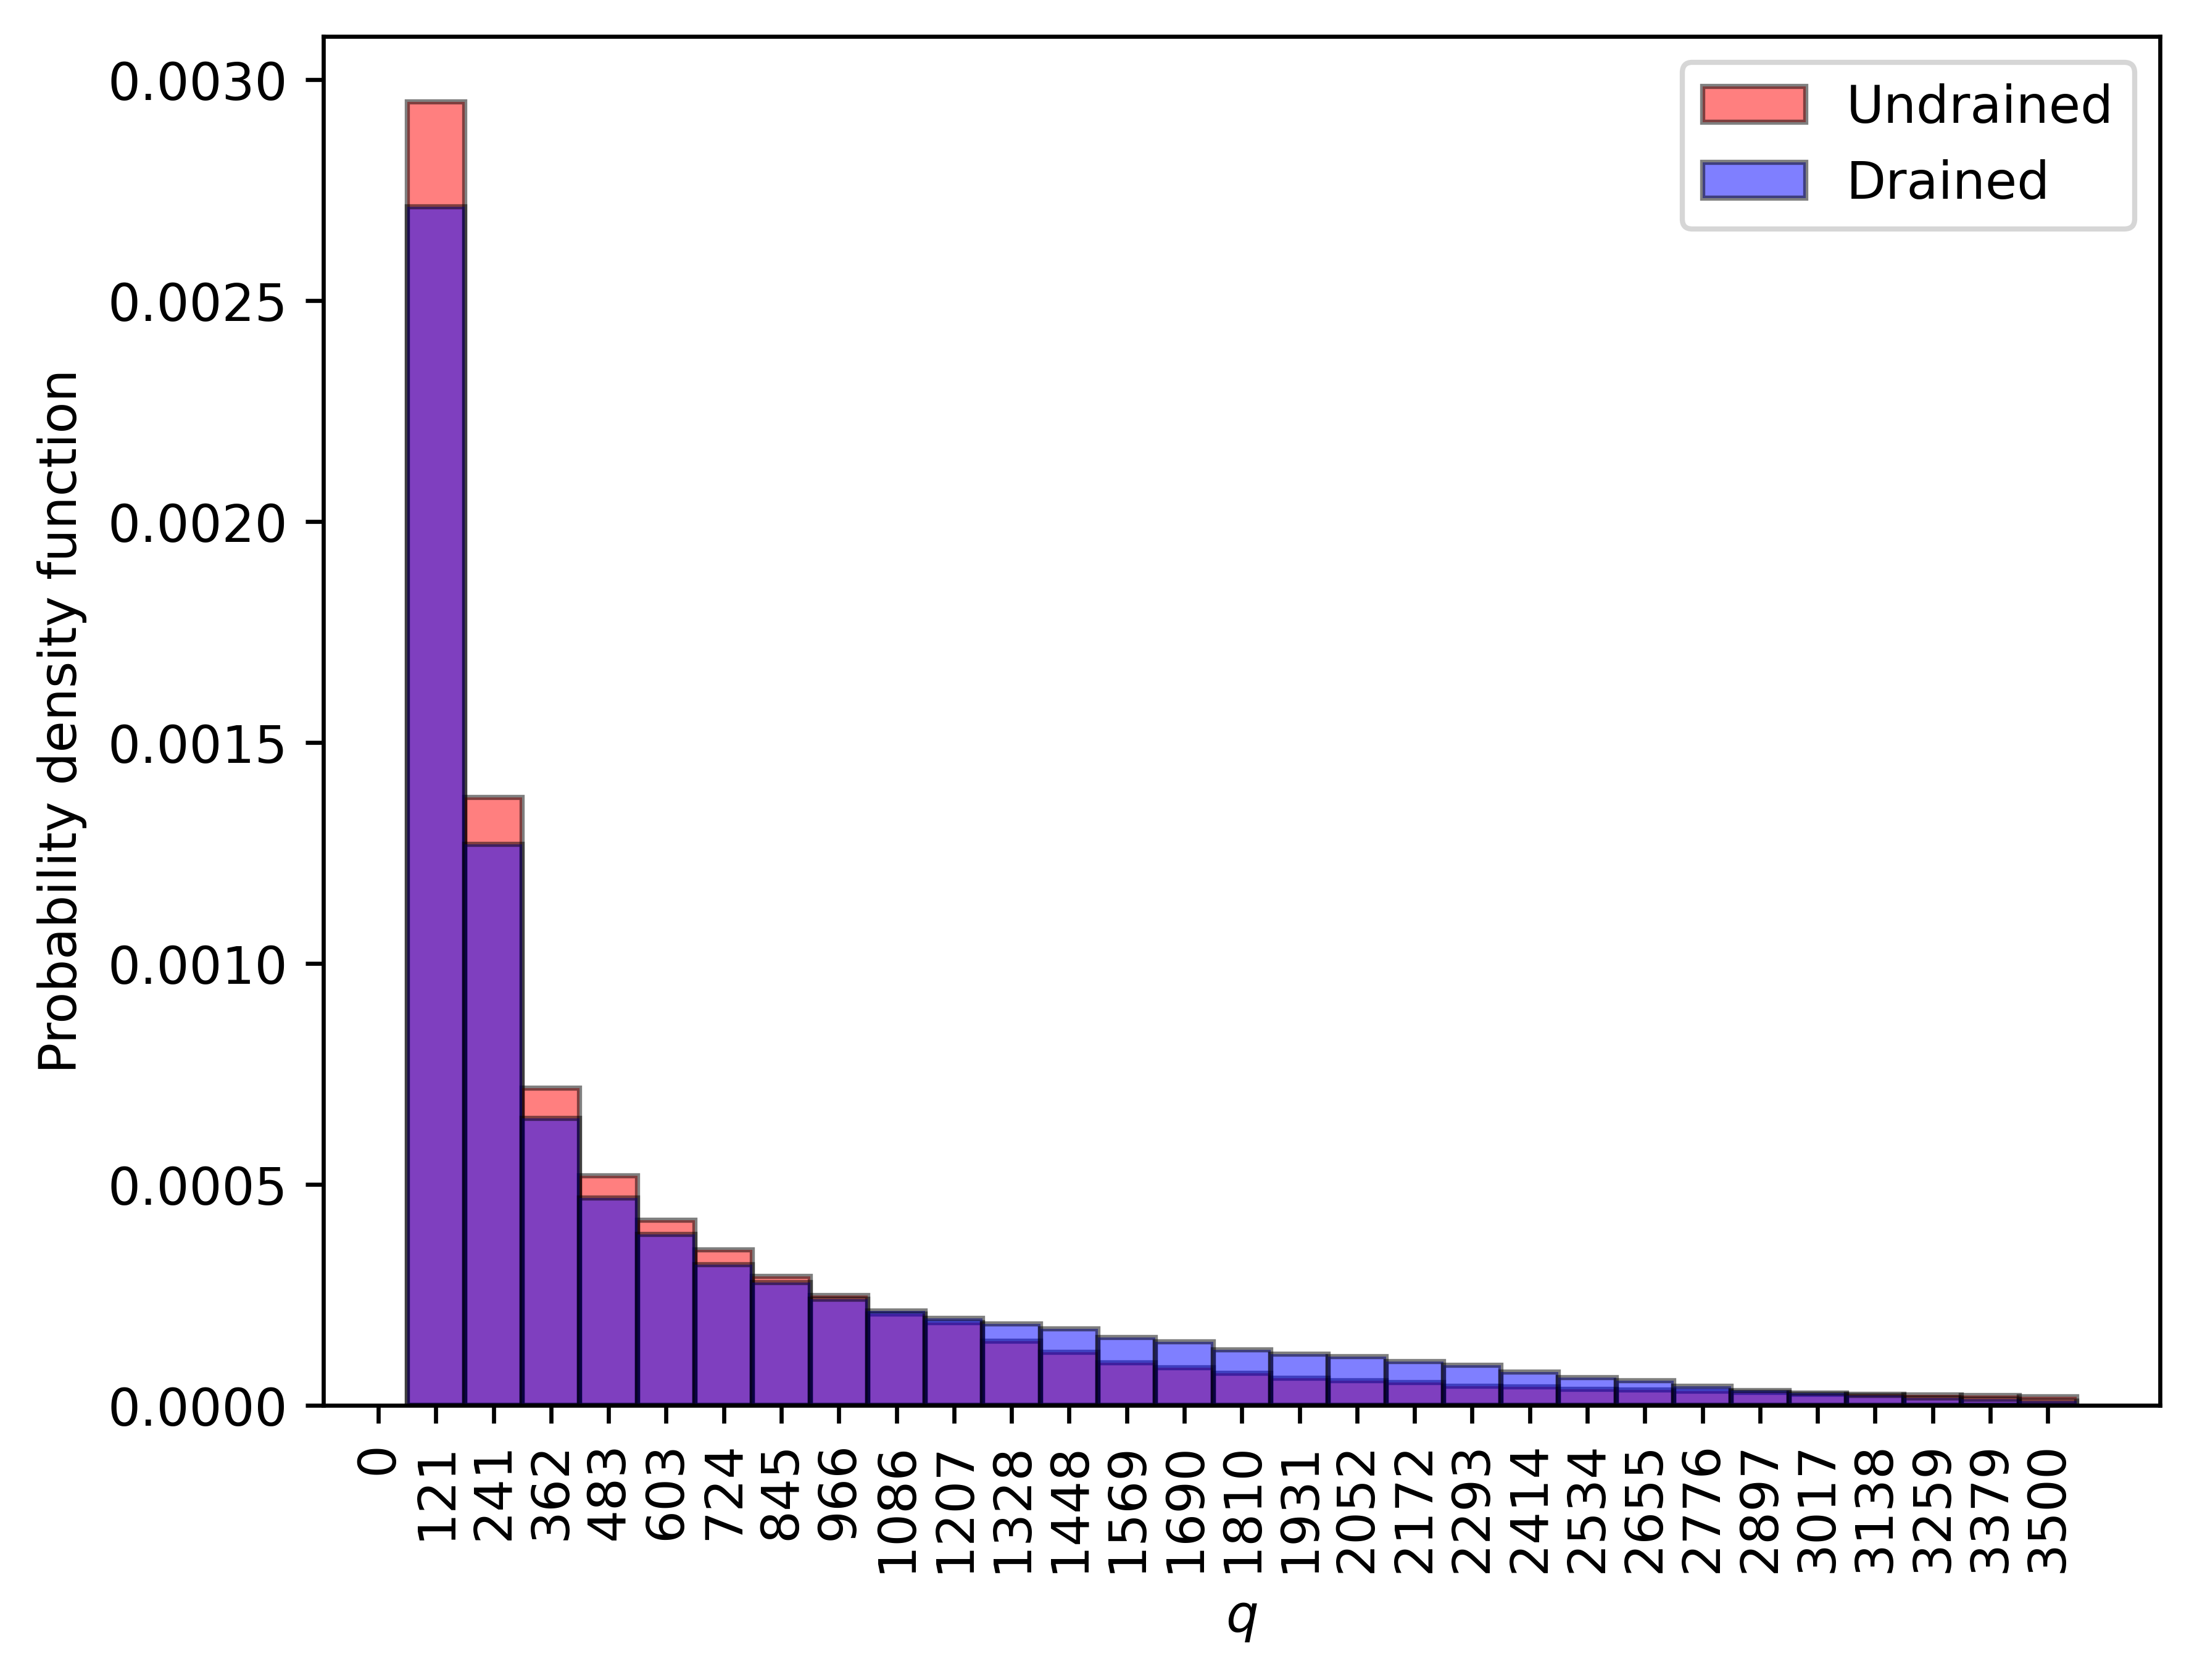 0.0030
0.0025
0.0020
0.0015
0.0010
0.0005
0.0000
Probability density function
Undrained
Drained
0 121 241 362 483 603 724 845 966 1086 1207 1328 1448 1569 1690 1810 1931 2052 2172 2293 2414 2534 2655 2776 2897 3017 3138 3259 3379 3500
q